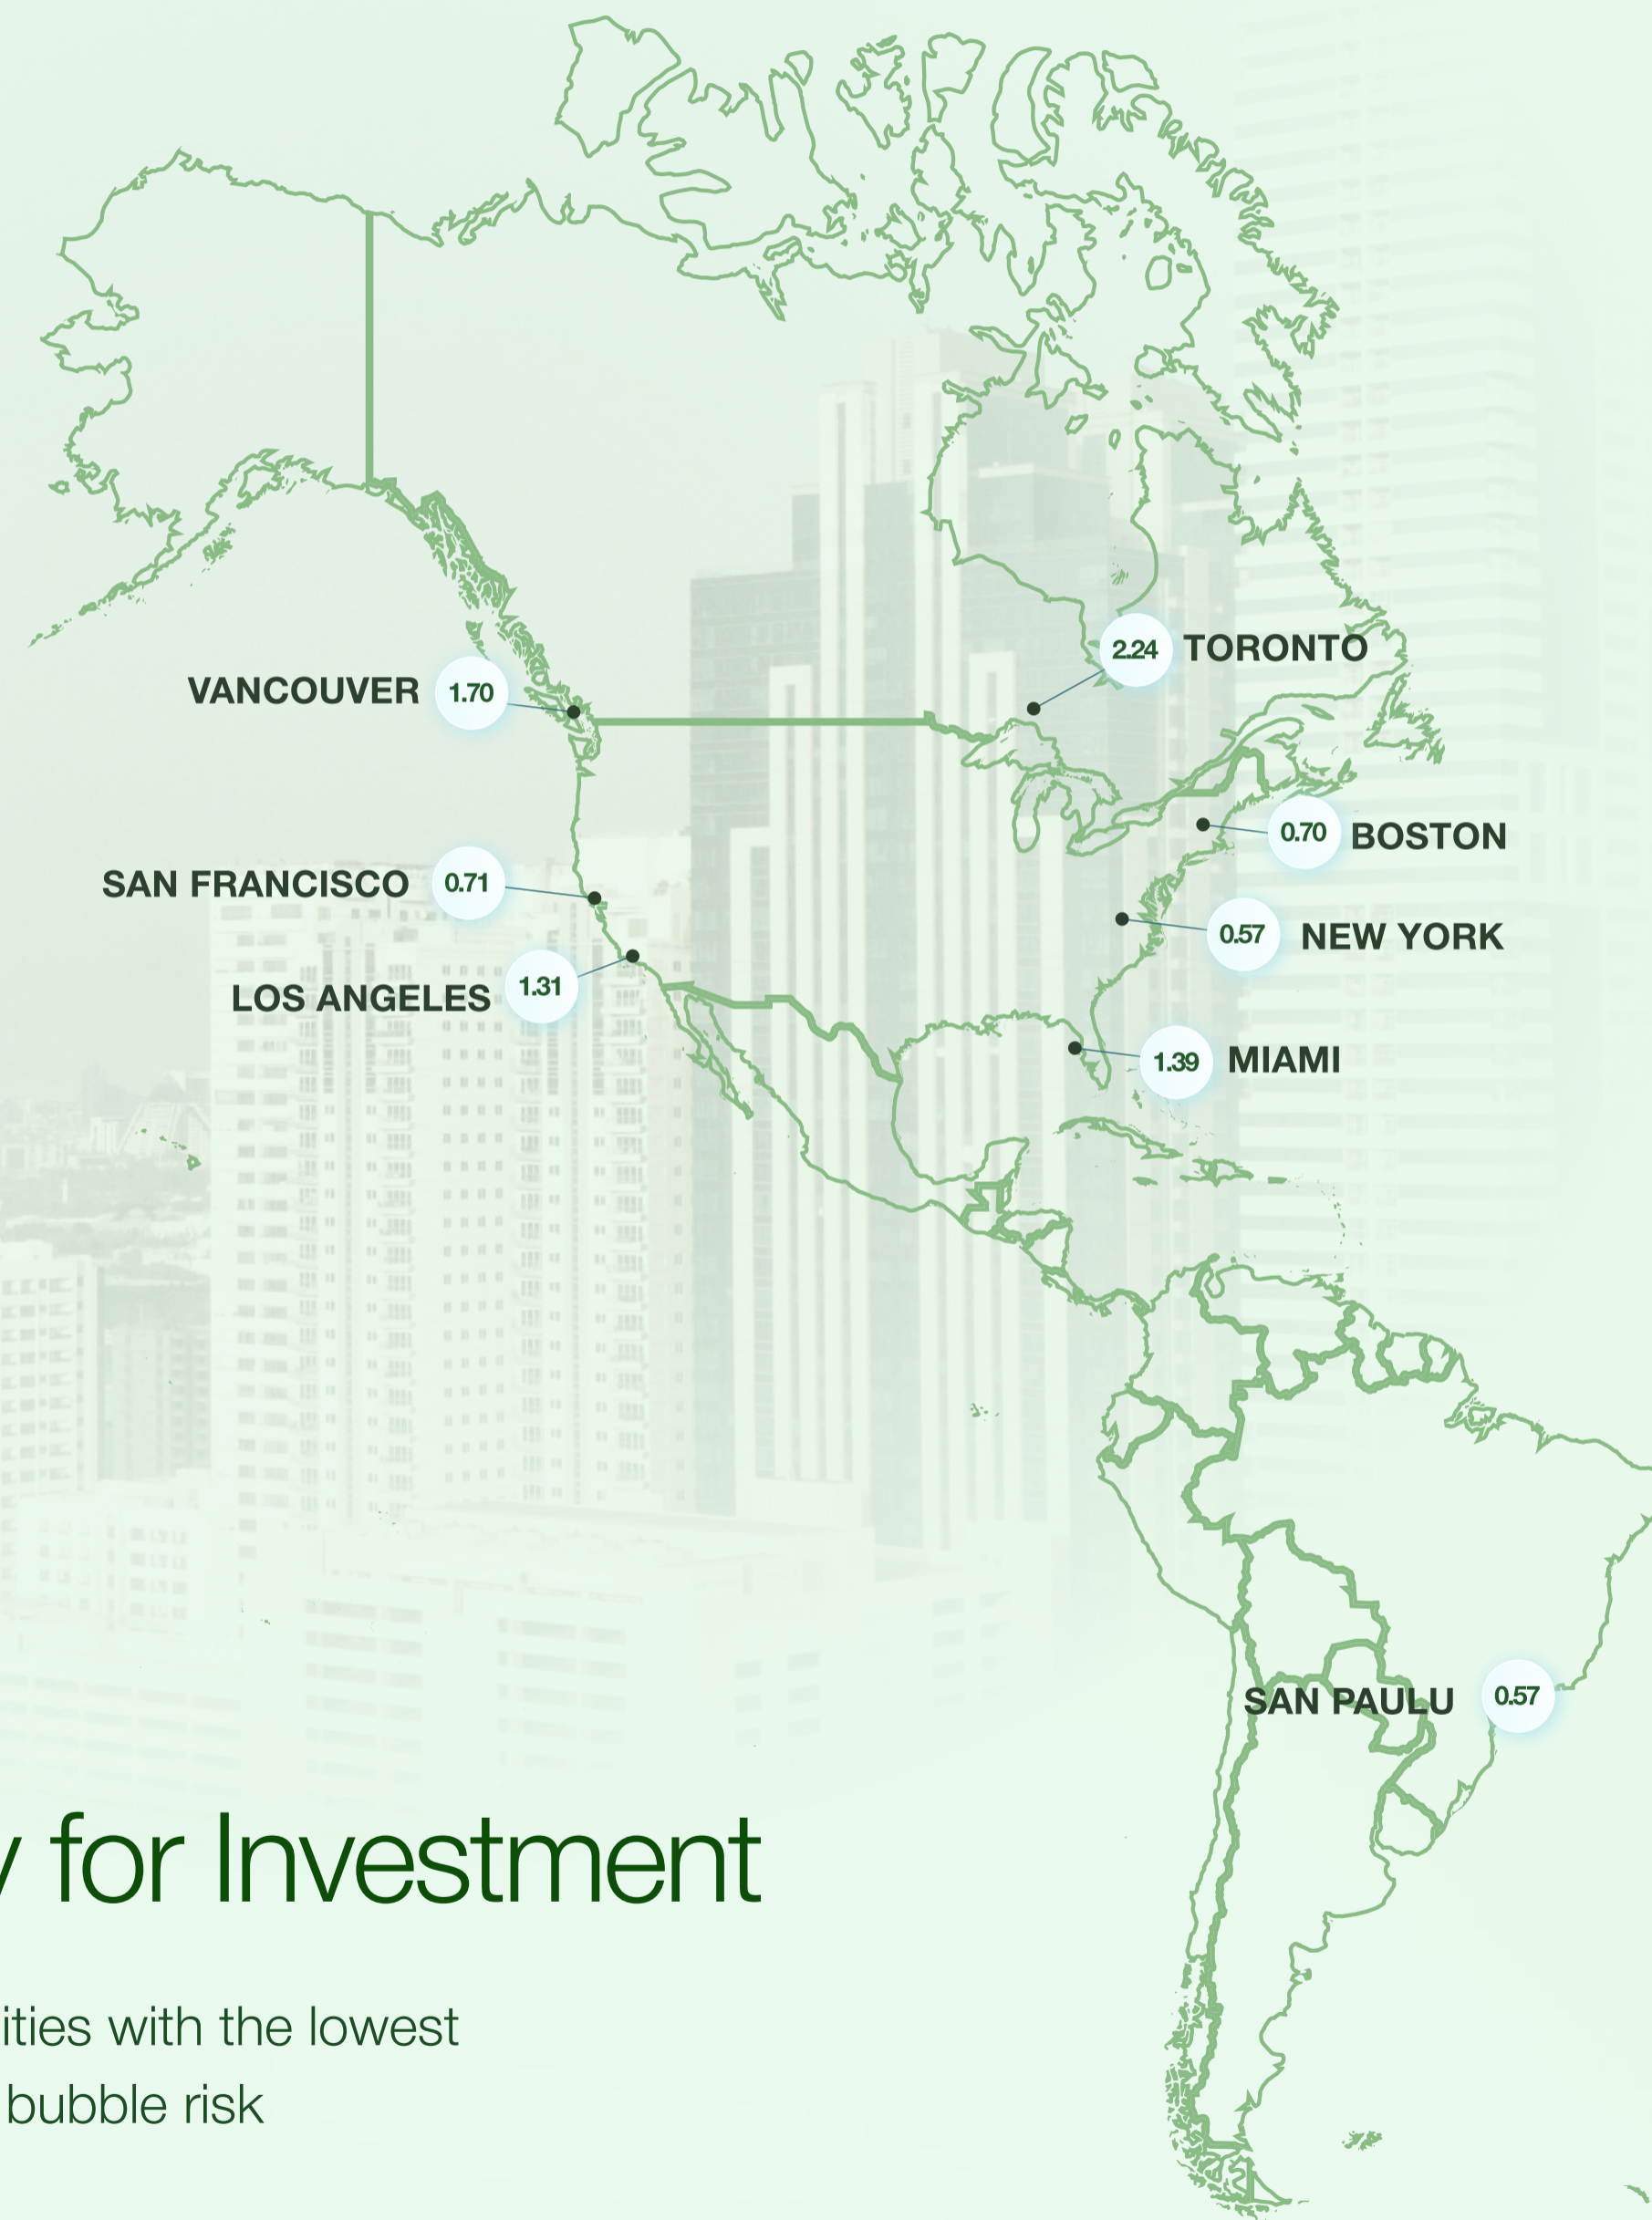 2.24 TORONTO
VANCOUVER 1.70
0.70 BOSTON
SAN FRANCISCO 0.71
0.57 NEW YORK
LOS ANGELES 1.31
1.39 MIAMI
SAN PAULU 0.57
y for Investment
ities with the lowest
bubble risk